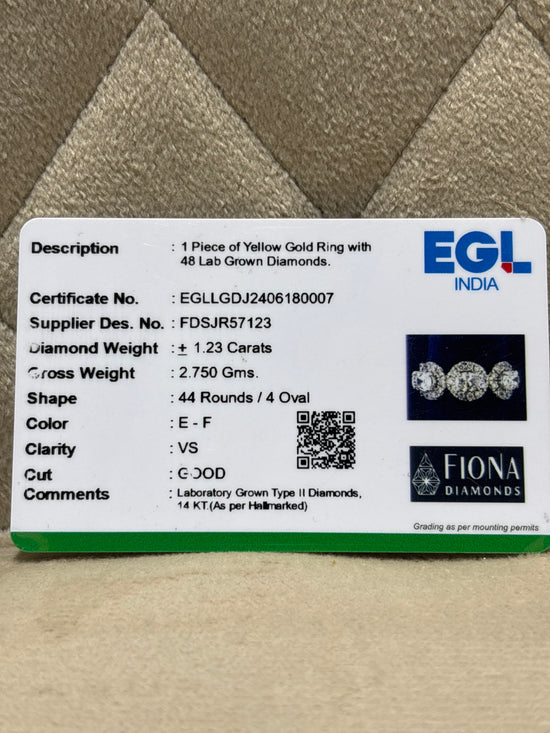 Description : 1 Piece of Yellow Gold Ring with
48 Lab Grown Diamonds.
EGL
INDIA
Certificate No. : EGLLGDJ2406180007
Supplier Des. No. : FDSJR57123
Diamond Weight : ± 1.23 Carats
Gross Weight : 2.750 Gms.
Shape : 44 Rounds / 4 Oval
Color : E - F
Clarity : VS
Cut : GOOD
Comments : Laboratory Grown Type II Diamonds,
14 KT.(As per Hallmarked)
FIONA
DIAMONDS
Grading as per mounting permits